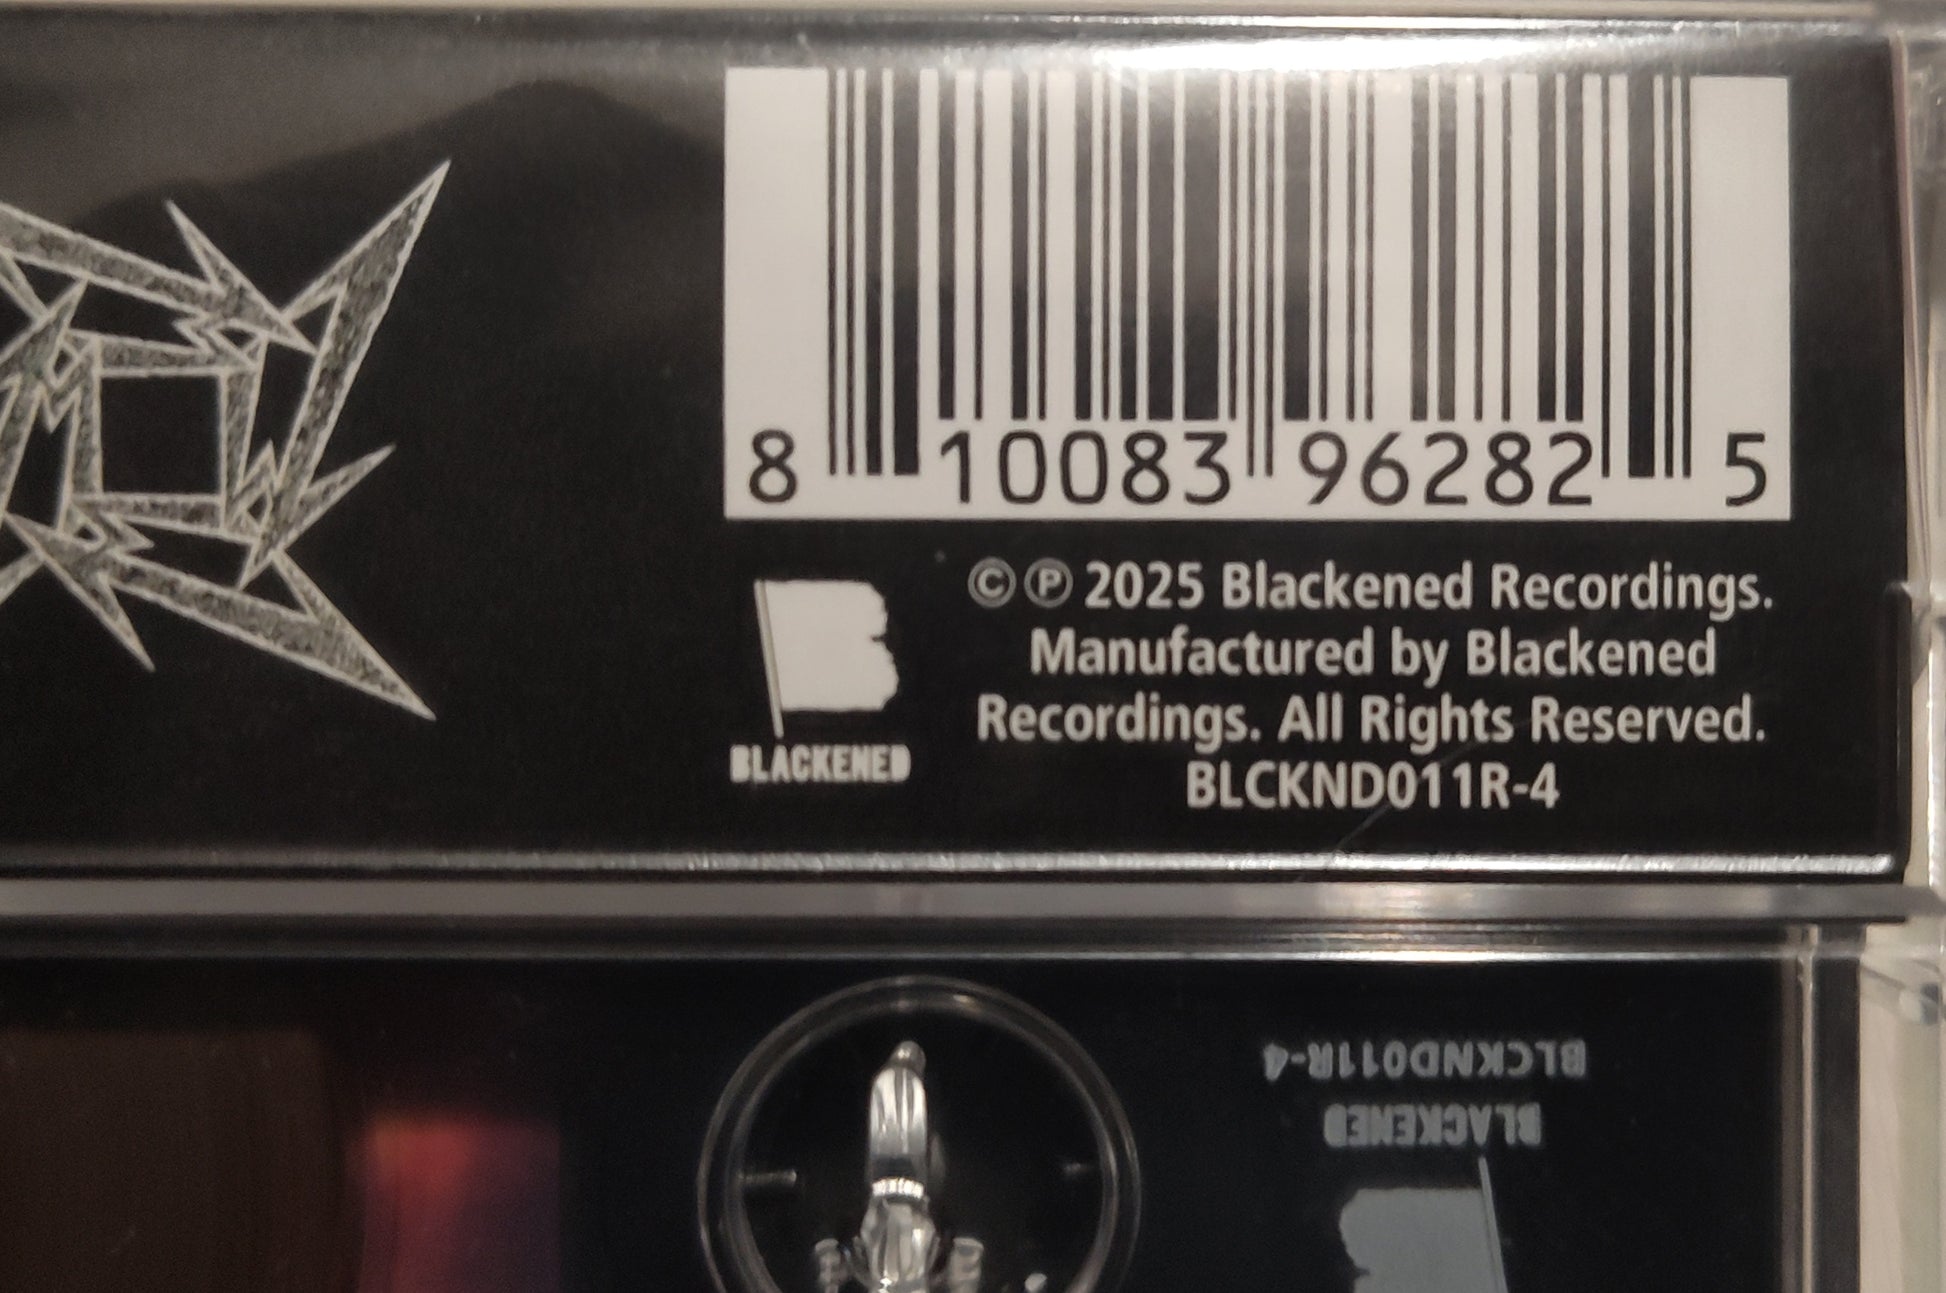 8 10083 96282 5
© ℗ 2025 Blackened Recordings.
Manufactured by Blackened
Recordings. All Rights Reserved.
BLCKND011R-4
BLACKENED
BLCKND011R-4
BLACKENED